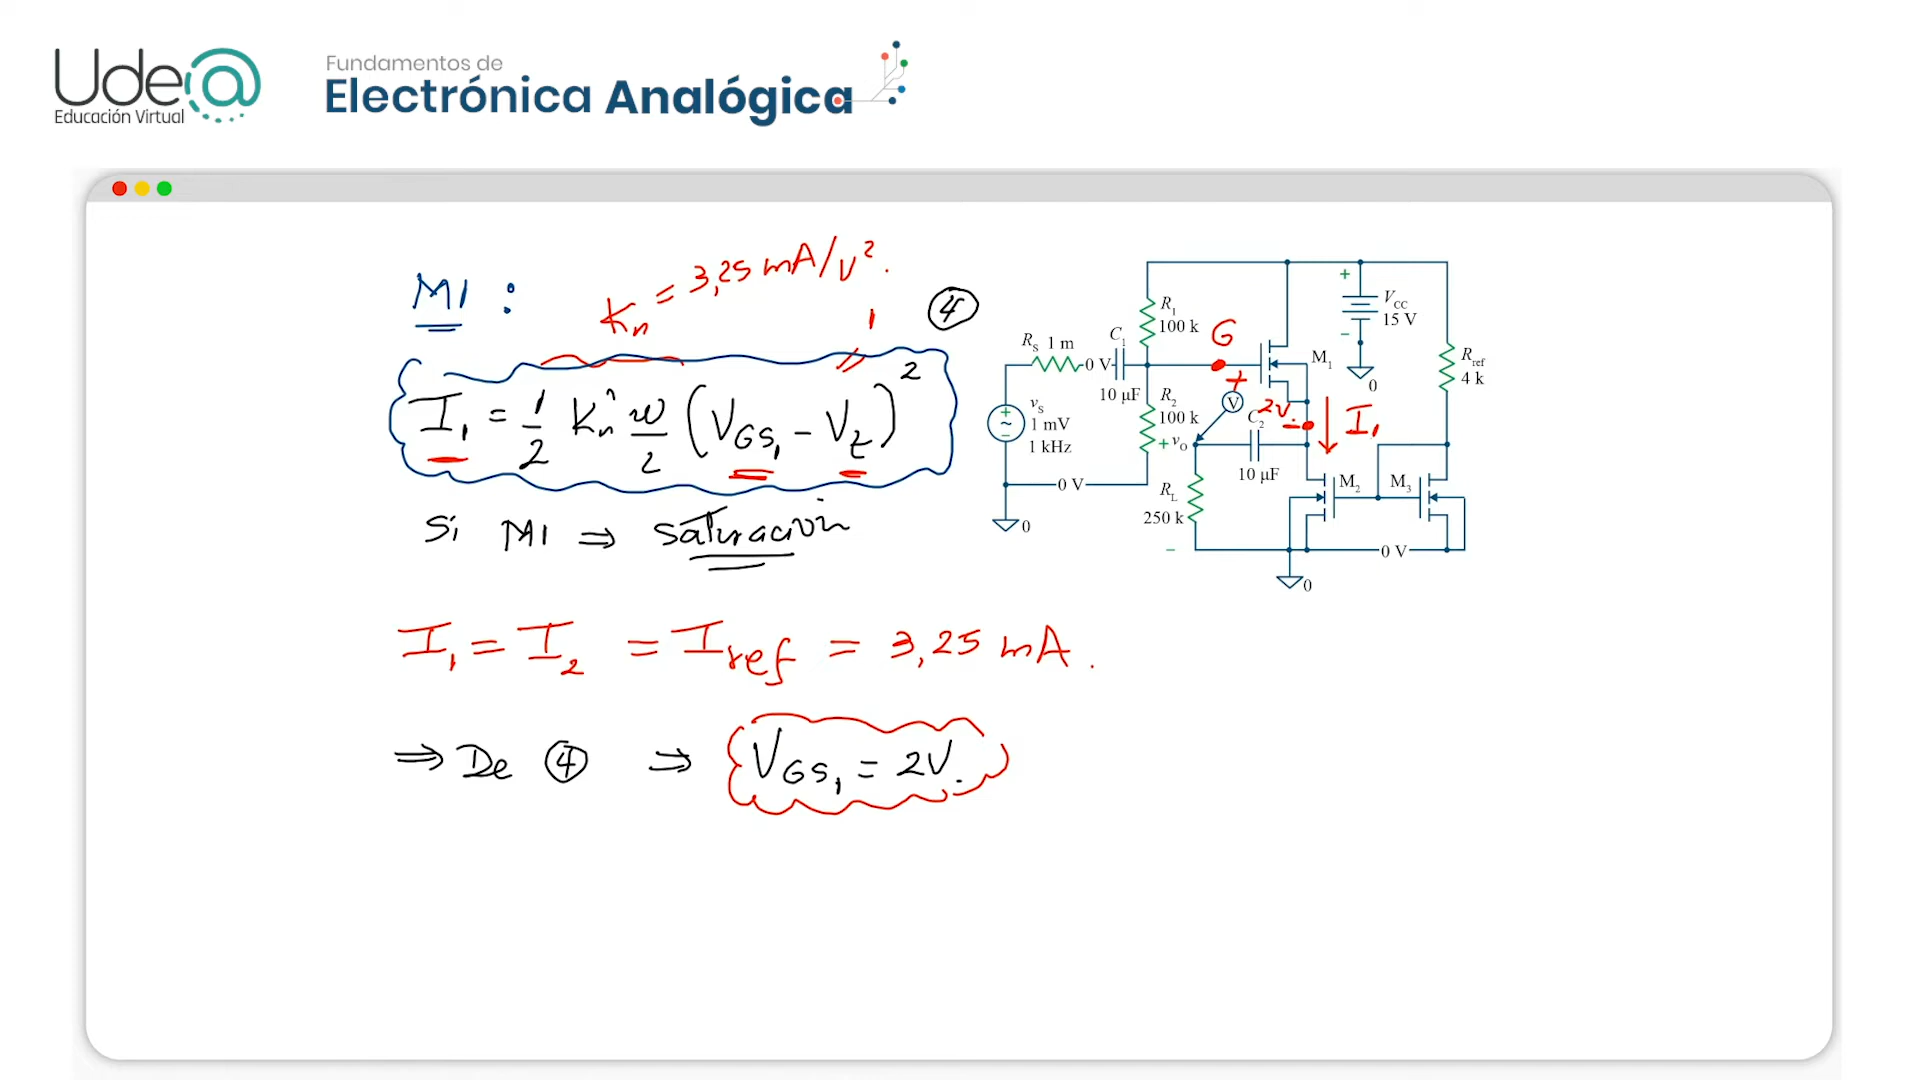 Ude@
Educación Virtual
Fundamentos de
Electrónica Analógica
M1 :
Kn = 3,25 mA/V².
1
④
I₁ = 1/2 Kn' w/2 (VGS₁ - Vt)²
Si M1 ⇒ saturación
I₁ = I₂ = Iref = 3,25 mA.
⇒ De ④ ⇒ VGS₁ = 2V.
RS 1 m
0 V
C1
10 µF
vS
1 mV
1 kHz
0 V
0
R1
100 k
R2
100 k
G
+
V
2V
-
I₁
M1
+
VCC
15 V
-
0
Rref
4 k
+ vO
C2
10 µF
RL
250 k
-
M2
M3
0 V
0